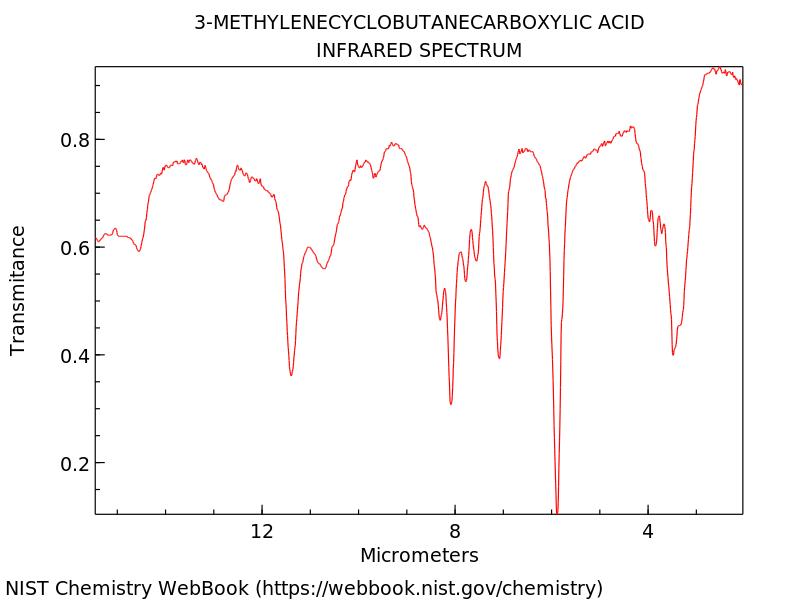 3-METHYLENECYCLOBUTANECARBOXYLIC ACID
INFRARED SPECTRUM
0.8
0.6
0.4
0.2
Transmitance
12
8
4
Micrometers
NIST Chemistry WebBook (https://webbook.nist.gov/chemistry)